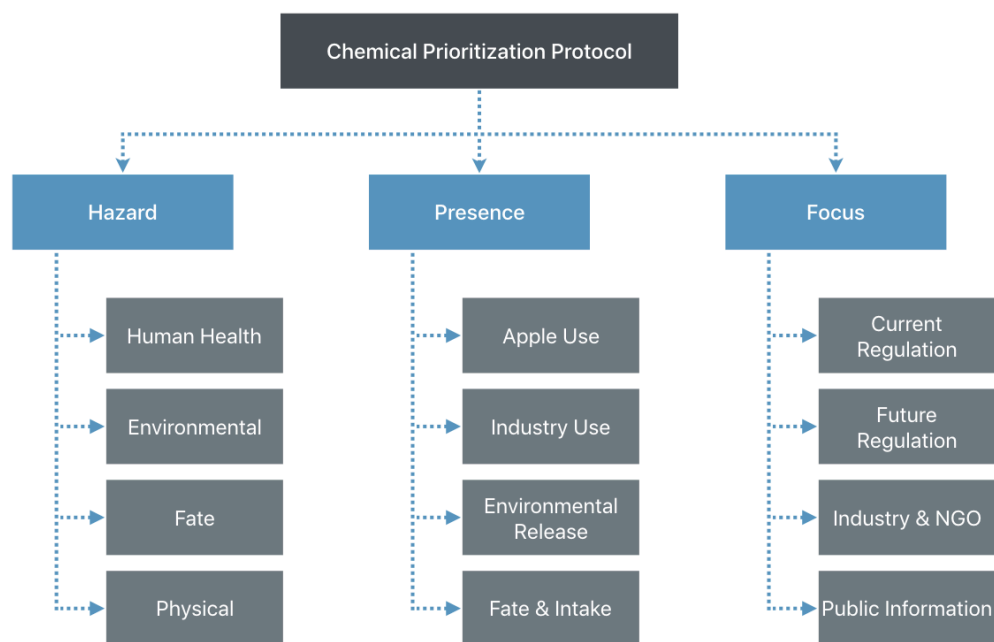 Chemical Prioritization Protocol
Hazard
Presence
Focus
Human Health
Apple Use
Current
Regulation
Environmental
Industry Use
Future
Regulation
Fate
Environmental
Release
Industry & NGO
Physical
Fate & Intake
Public Information